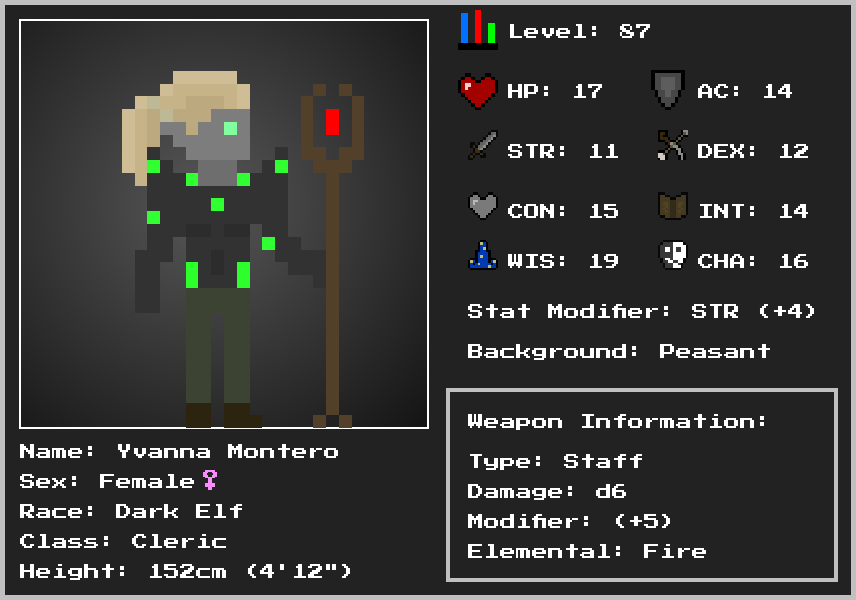 Level: 87
HP: 17
AC: 14
STR: 11
DEX: 12
CON: 15
INT: 14
WIS: 19
CHA: 16
Stat Modifier: STR (+4)
Background: Peasant
Weapon Information:
Type: Staff
Damage: d6
Modifier: (+5)
Elemental: Fire
Name: Yvanna Montero
Sex: Female♀
Race: Dark Elf
Class: Cleric
Height: 152cm (4'12")